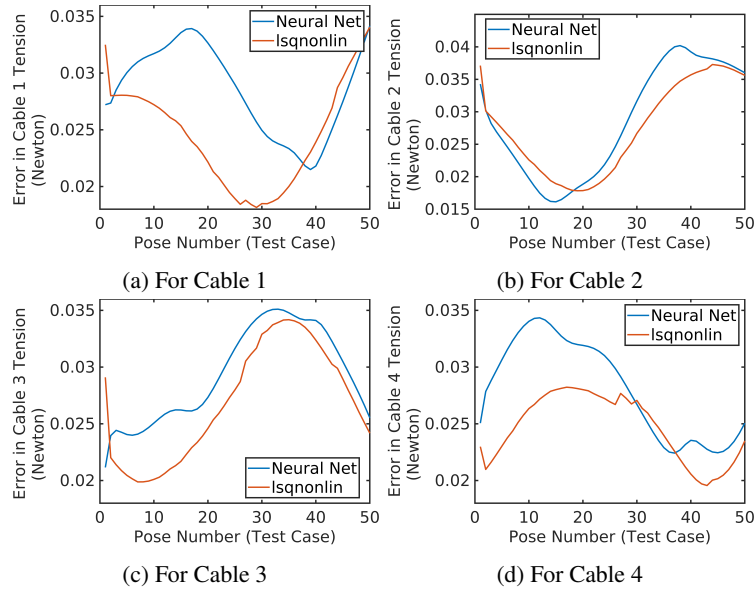 0.035
0.03
0.025
0.02
Error in Cable 1 Tension
(Newton)
Neural Net
lsqnonlin
0 10 20 30 40 50
Pose Number (Test Case)
(a) For Cable 1
0.04
0.035
0.03
0.025
0.02
0.015
Error in Cable 2 Tension
(Newton)
Neural Net
lsqnonlin
0 10 20 30 40 50
Pose Number (Test Case)
(b) For Cable 2
0.035
0.03
0.025
0.02
Error in Cable 3 Tension
(Newton)
Neural Net
lsqnonlin
0 10 20 30 40 50
Pose Number (Test Case)
(c) For Cable 3
0.035
0.03
0.025
0.02
Error in Cable 4 Tension
(Newton)
Neural Net
lsqnonlin
0 10 20 30 40 50
Pose Number (Test Case)
(d) For Cable 4